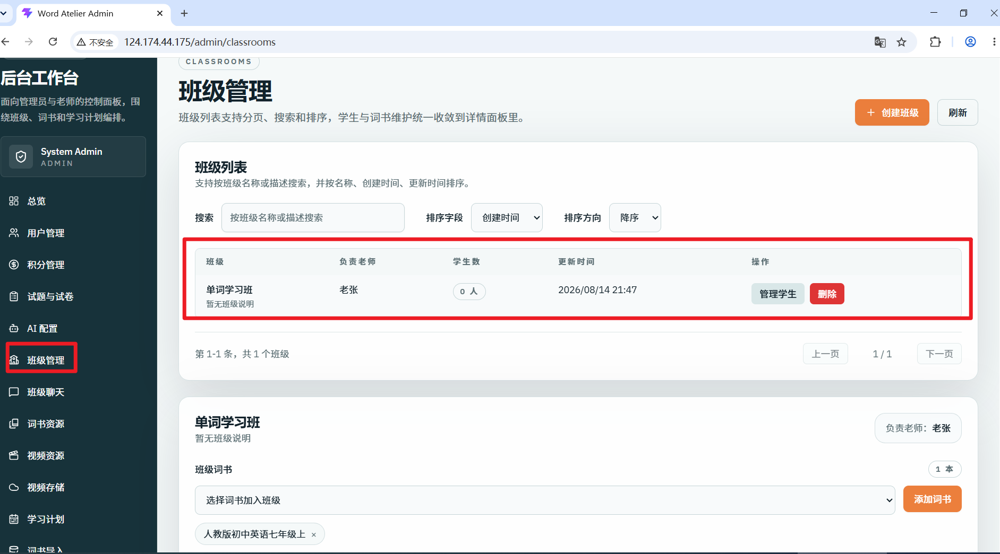 Word Atelier Admin
不安全
124.174.44.175/admin/classrooms
后台工作台
面向管理员与老师的控制面板，围
绕班级、词书和学习计划编排。
System Admin
ADMIN
总览
用户管理
积分管理
试题与试卷
AI 配置
班级管理
班级聊天
词书资源
视频资源
视频存储
学习计划
词书导入
CLASSROOMS
班级管理
班级列表支持分页、搜索和排序，学生与词书维护统一收敛到详情面板里。
＋ 创建班级
刷新
班级列表
支持按班级名称或描述搜索，并按名称、创建时间、更新时间排序。
搜索 按班级名称或描述搜索 排序字段 创建时间 排序方向 降序
班级 负责老师 学生数 更新时间 操作
单词学习班 老张 0 人 2026/08/14 21:47 管理学生 删除
暂无班级说明
第 1-1 条，共 1 个班级 上一页 1 / 1 下一页
单词学习班
暂无班级说明
负责老师：老张
班级词书 1 本
选择词书加入班级 添加词书
人教版初中英语七年级上 ×